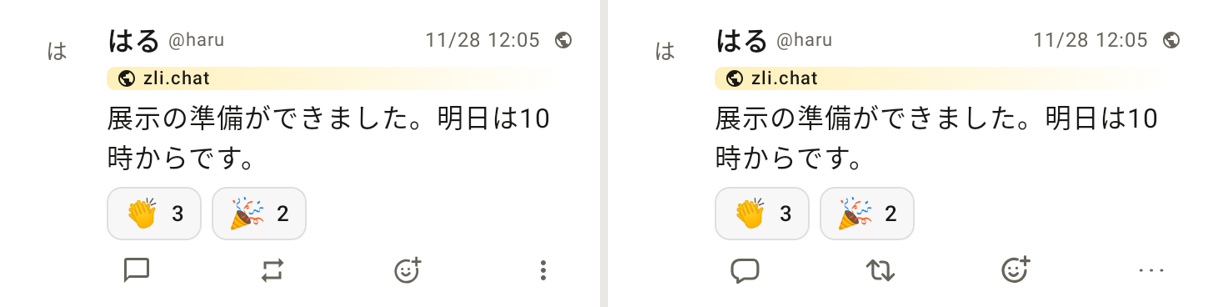 は
はる @haru 11/28 12:05
zli.chat
展示の準備ができました。明日は10
時からです。
3 2
は
はる @haru 11/28 12:05
zli.chat
展示の準備ができました。明日は10
時からです。
3 2